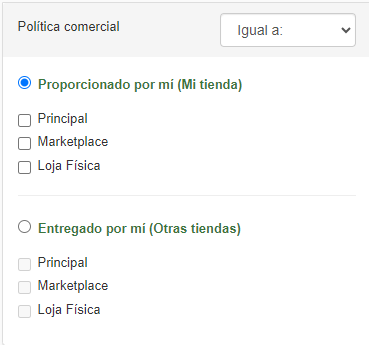 Política comercial
Igual a:
Proporcionado por mí (Mi tienda)
Principal
Marketplace
Loja Física
Entregado por mí (Otras tiendas)
Principal
Marketplace
Loja Física